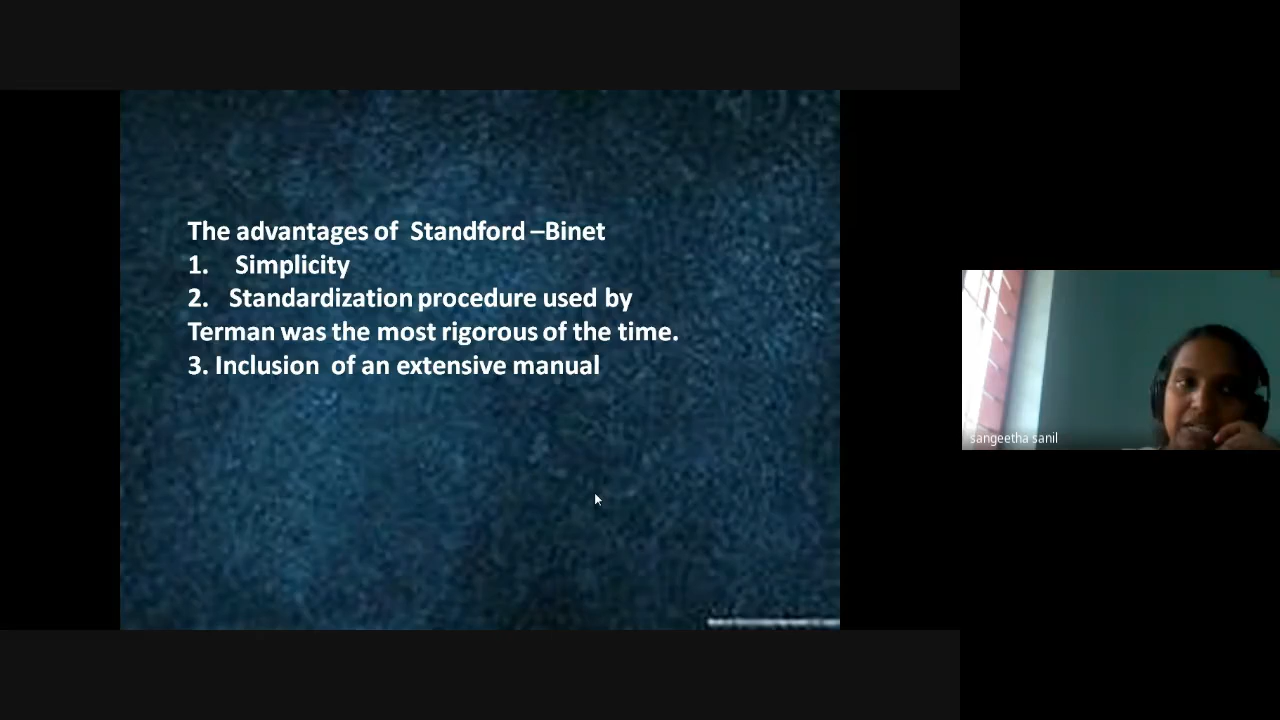 The advantages of Standford –Binet
1. Simplicity
2. Standardization procedure used by
Terman was the most rigorous of the time.
3. Inclusion of an extensive manual
sangeetha sanil